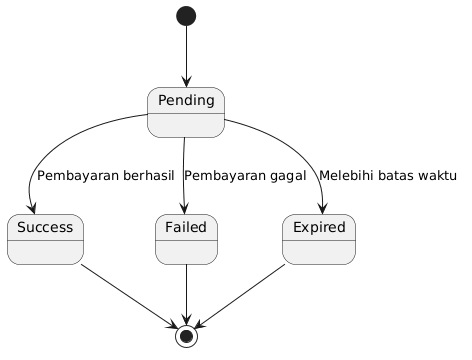 Pending
Pembayaran berhasil
Pembayaran gagal
Melebihi batas waktu
Success
Failed
Expired